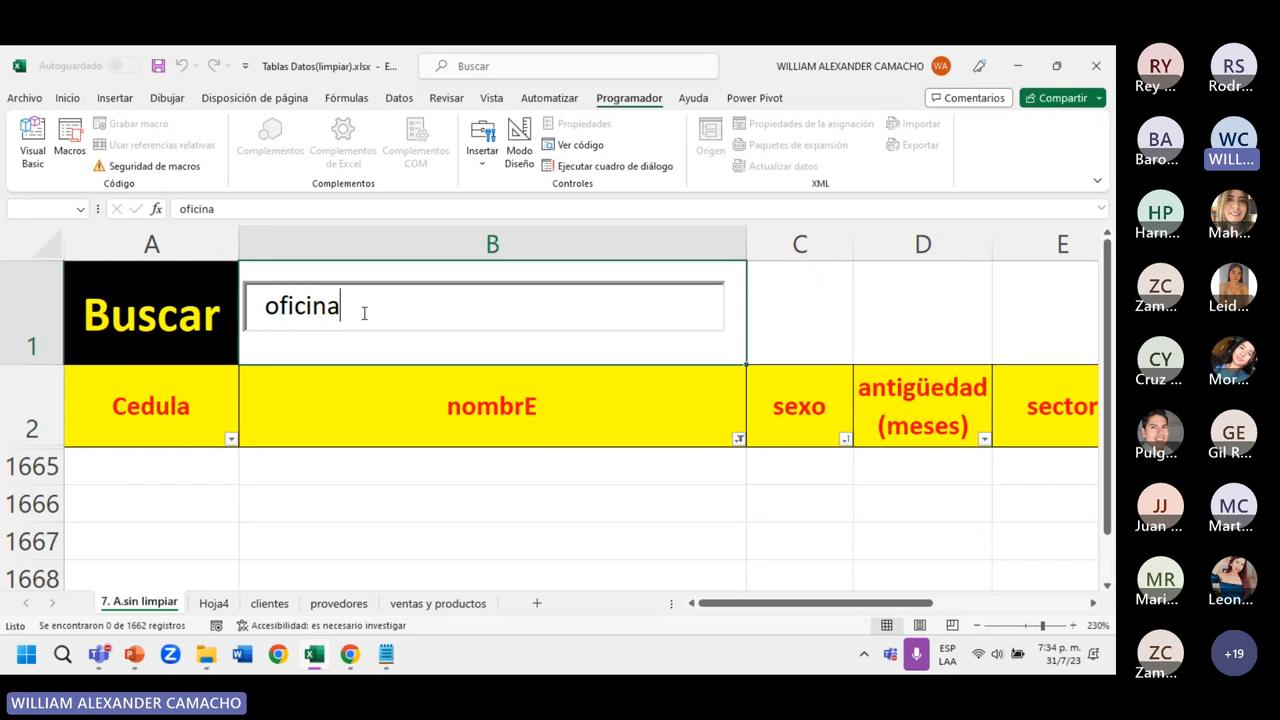 Autoguardado
Tablas Datos(limpiar).xlsx - E...
Buscar
WILLIAM ALEXANDER CAMACHO
WA
Archivo
Inicio
Insertar
Dibujar
Disposición de página
Fórmulas
Datos
Revisar
Vista
Automatizar
Programador
Ayuda
Power Pivot
Comentarios
Compartir
Visual Basic
Macros
Grabar macro
Usar referencias relativas
Seguridad de macros
Código
Complementos
Complementos de Excel
Complementos COM
Complementos
Insertar
Modo Diseño
Propiedades
Ver código
Ejecutar cuadro de diálogo
Controles
Origen
Propiedades de la asignación
Paquetes de expansión
Actualizar datos
Importar
Exportar
XML
fx
oficina
A
B
C
D
E
1
Buscar
oficina
2
Cedula
nombrE
sexo
antigüedad
(meses)
sector
1665
1666
1667
1668
7. A.sin limpiar
Hoja4
clientes
provedores
ventas y productos
Listo
Se encontraron 0 de 1662 registros
Accesibilidad: es necesario investigar
230%
ESP
LAA
7:34 p. m.
31/7/23
WILLIAM ALEXANDER CAMACHO
RY
Rey ...
RS
Rodr...
BA
Baro...
WC
WILL...
HP
Harn...
Mah...
ZC
Zam...
Leid...
CY
Cruz ...
Mor...
Pulg...
GE
Gil R...
JJ
Juan ...
MC
Mart...
MR
Mari...
Leon...
ZC
Zam...
+19